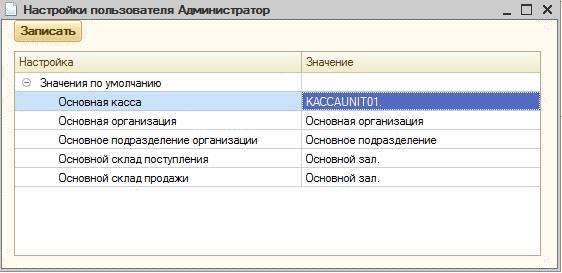 Настройки пользователя Администратор
Записать
Настройка Значение
Значения по умолчанию
Основная касса KACCAUNIT01.
Основная организация Основная организация
Основное подразделение организации Основное подразделение
Основной склад поступления Основной зал.
Основной склад продажи Основной зал.